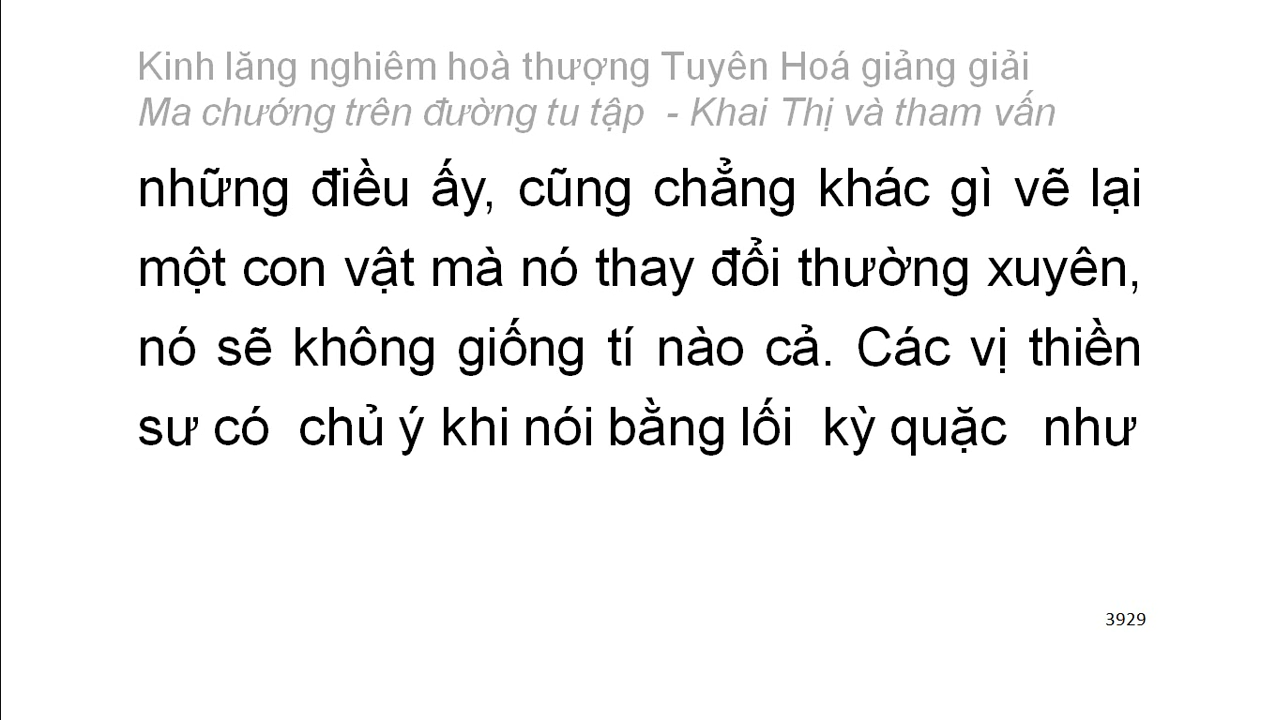 Kinh lăng nghiêm hoà thượng Tuyên Hoá giảng giải
Ma chướng trên đường tu tập - Khai Thị và tham vấn
những điều ấy, cũng chẳng khác gì vẽ lại
một con vật mà nó thay đổi thường xuyên,
nó sẽ không giống tí nào cả. Các vị thiền
sư có chủ ý khi nói bằng lối kỳ quặc như
3929